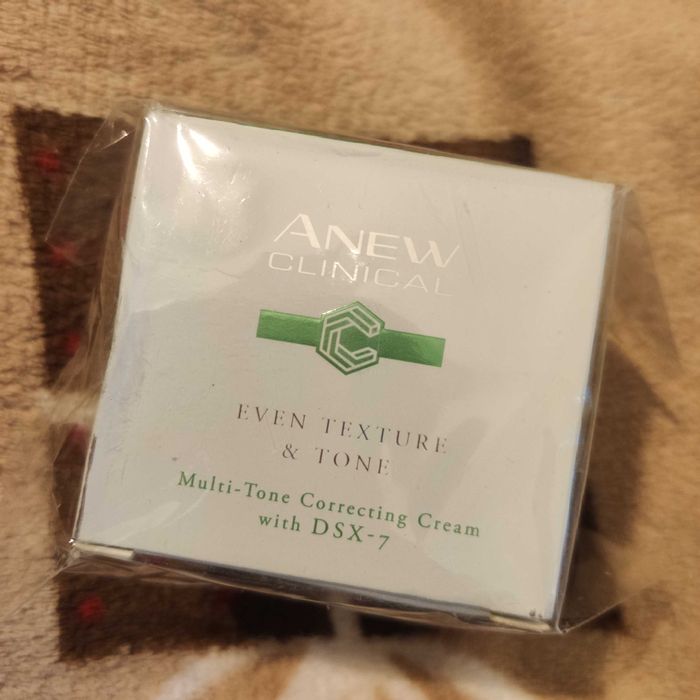 ANEW
CLINICAL
EVEN TEXTURE
& TONE
Multi-Tone Correcting Cream
with DSX-7